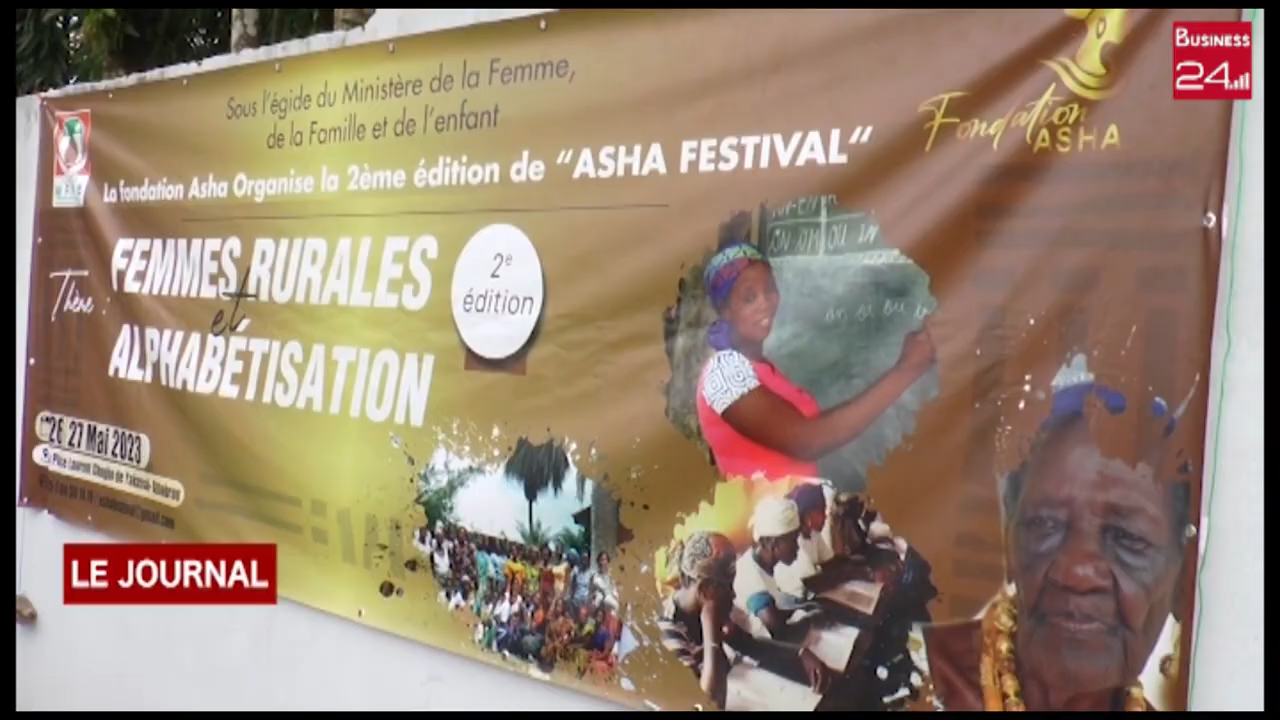 BUSINESS
24
Sous l'égide du Ministère de la Femme,
de la Famille et de l'enfant
Fondation
ASHA
La fondation Asha Organise la 2ème édition de “ASHA FESTIVAL“
Thème :
FEMMES RURALES
et
ALPHABÉTISATION
2e
édition
26 27 Mai 2023
LE JOURNAL